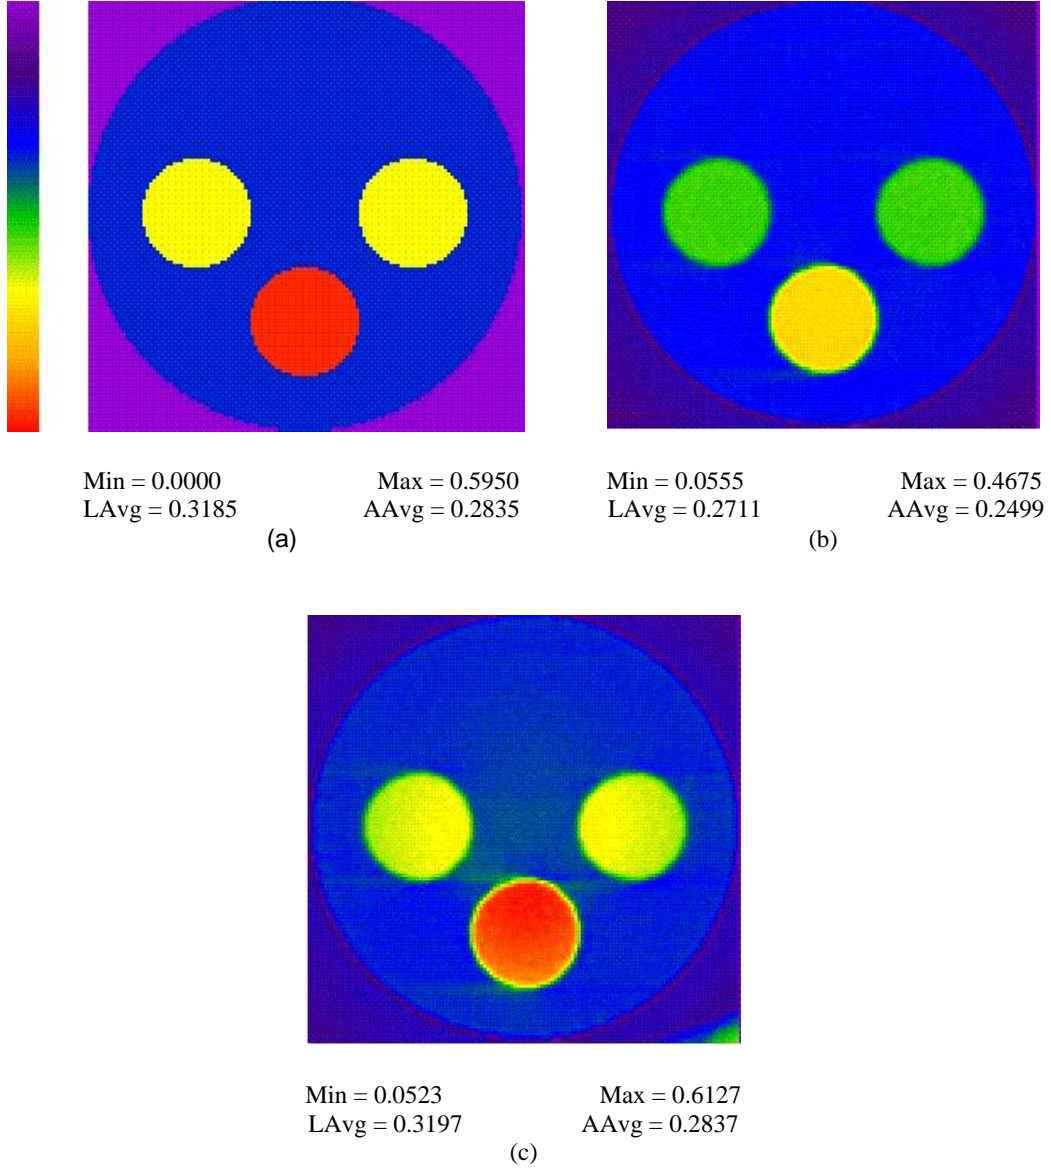 Min = 0.0000 Max = 0.5950
LAvg = 0.3185 AAvg = 0.2835
(a)
Min = 0.0555 Max = 0.4675
LAvg = 0.2711 AAvg = 0.2499
(b)
Min = 0.0523 Max = 0.6127
LAvg = 0.3197 AAvg = 0.2837
(c)